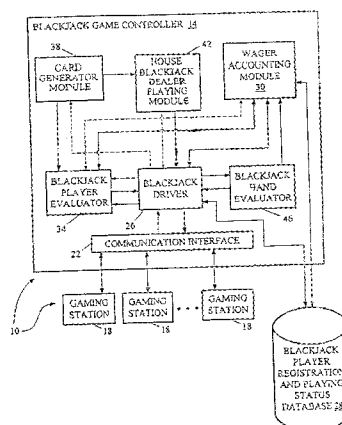 BLACKJACK GAME CONTROLLER 14
38
42
CARD
GENERATOR
MODULE
HOUSE
BLACKJACK
DEALER
PLAYING
MODULE
WAGER
ACCOUNTING
MODULE
30
BLACKJACK
PLAYER
EVALUATOR
34
BLACKJACK
DRIVER
26
BLACKJACK
HAND
EVALUATOR
46
22
COMMUNICATION INTERFACE
10
GAMING
STATION
18
GAMING
STATION
18
GAMING
STATION
18
BLACKJACK
PLAYER
REGISTRATION
AND PLAYING
STATUS
DATABASE